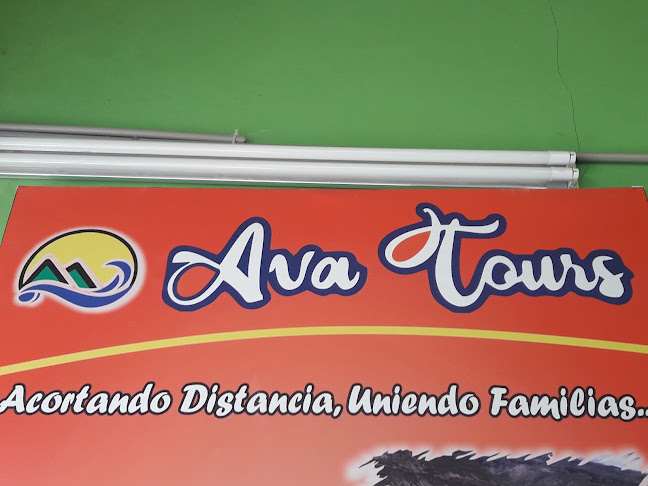 Ava Tours
Acortando Distancia, Uniendo Familias...